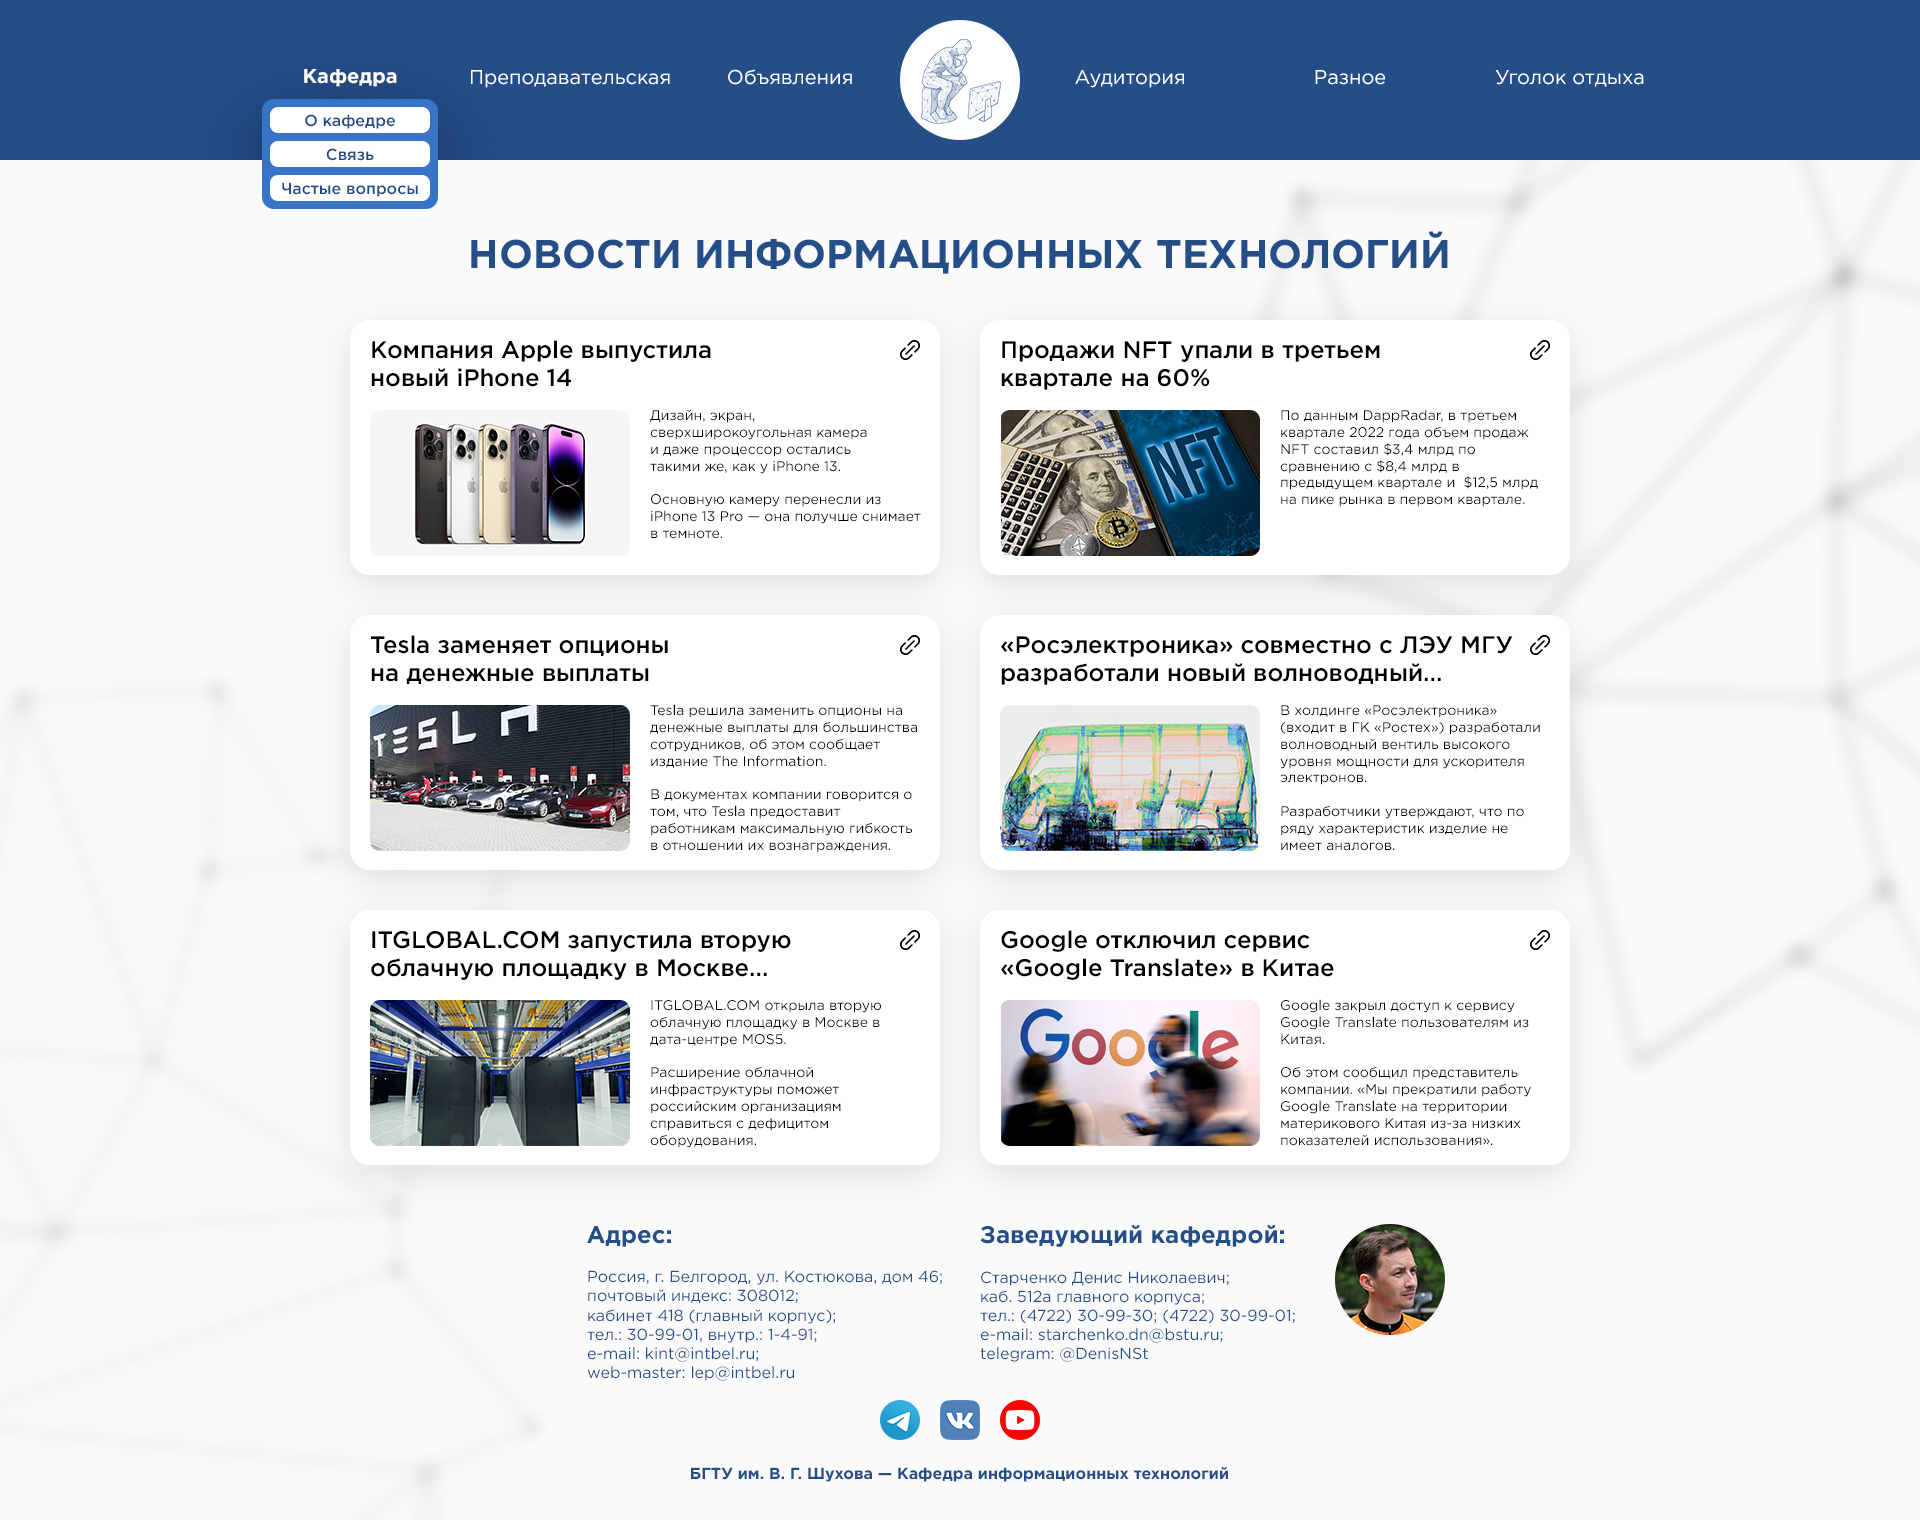 Кафедра
Преподавательская
Объявления
Аудитория
Разное
Уголок отдыха
О кафедре
Связь
Частые вопросы
НОВОСТИ ИНФОРМАЦИОННЫХ ТЕХНОЛОГИЙ
Компания Apple выпустила
новый iPhone 14
Дизайн, экран,
сверхширокоугольная камера
и даже процессор остались
такими же, как у iPhone 13.
Основную камеру перенесли из
iPhone 13 Pro — она получше снимает
в темноте.
Продажи NFT упали в третьем
квартале на 60%
NFT
По данным DappRadar, в третьем
квартале 2022 года объем продаж
NFT составил $3,4 млрд по
сравнению с $8,4 млрд в
предыдущем квартале и  $12,5 млрд
на пике рынка в первом квартале.
Tesla заменяет опционы
на денежные выплаты
TESL
Tesla решила заменить опционы на
денежные выплаты для большинства
сотрудников, об этом сообщает
издание The Information.
В документах компании говорится о
том, что Tesla предоставит
работникам максимальную гибкость
в отношении их вознаграждения.
«Росэлектроника» совместно с ЛЭУ МГУ
разработали новый волноводный...
В холдинге «Росэлектроника»
(входит в ГК «Ростех») разработали
волноводный вентиль высокого
уровня мощности для ускорителя
электронов.
Разработчики утверждают, что по
ряду характеристик изделие не
имеет аналогов.
ITGLOBAL.COM запустила вторую
облачную площадку в Москве...
ITGLOBAL.COM открыла вторую
облачную площадку в Москве в
дата-центре MOS5.
Расширение облачной
инфраструктуры поможет
российским организациям
справиться с дефицитом
оборудования.
Google отключил сервис
«Google Translate» в Китае
Google
Google закрыл доступ к сервису
Google Translate пользователям из
Китая.
Об этом сообщил представитель
компании. «Мы прекратили работу
Google Translate на территории
материкового Китая из-за низких
показателей использования».
Адрес:
Россия, г. Белгород, ул. Костюкова, дом 46;
почтовый индекс: 308012;
кабинет 418 (главный корпус);
тел.: 30-99-01, внутр.: 1-4-91;
e-mail: kint@intbel.ru;
web-master: lep@intbel.ru
Заведующий кафедрой:
Старченко Денис Николаевич;
каб. 512а главного корпуса;
тел.: (4722) 30-99-30; (4722) 30-99-01;
e-mail: starchenko.dn@bstu.ru;
telegram: @DenisNSt
БГТУ им. В. Г. Шухова — Кафедра информационных технологий